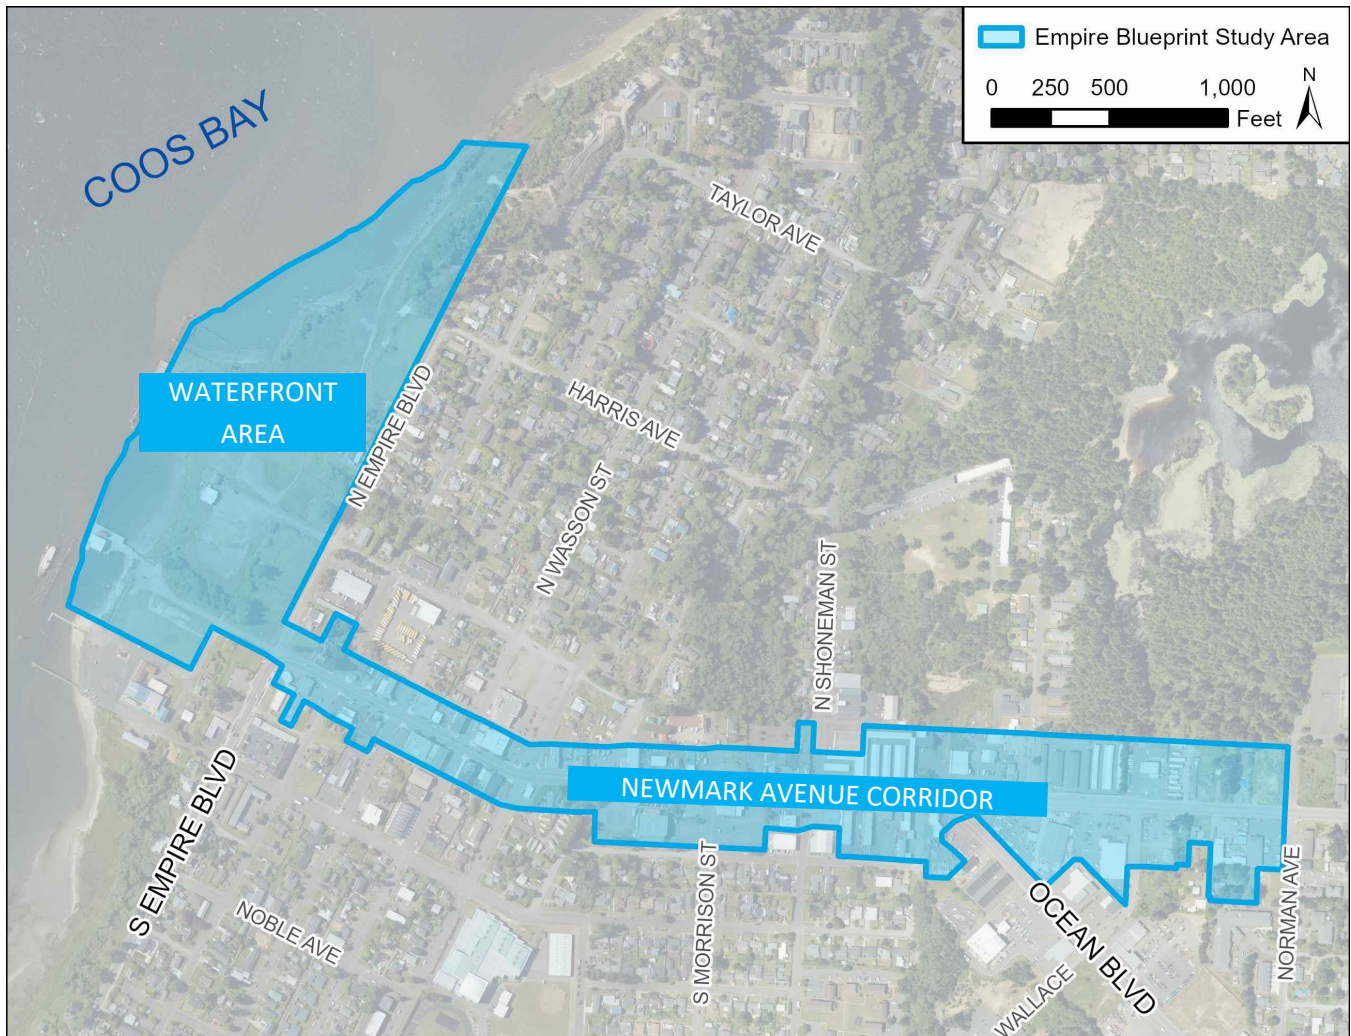 Empire Blueprint Study Area
0 250 500 1,000
Feet
N
COOS BAY
TAYLOR AVE
WATERFRONT
AREA
N EMPIRE BLVD
HARRIS AVE
N WASSON ST
N SHONEMAN ST
NEWMARK AVENUE CORRIDOR
S EMPIRE BLVD
NOBLE AVE
S MORRISON ST
OCEAN BLVD
WALLACE
NORMAN AVE